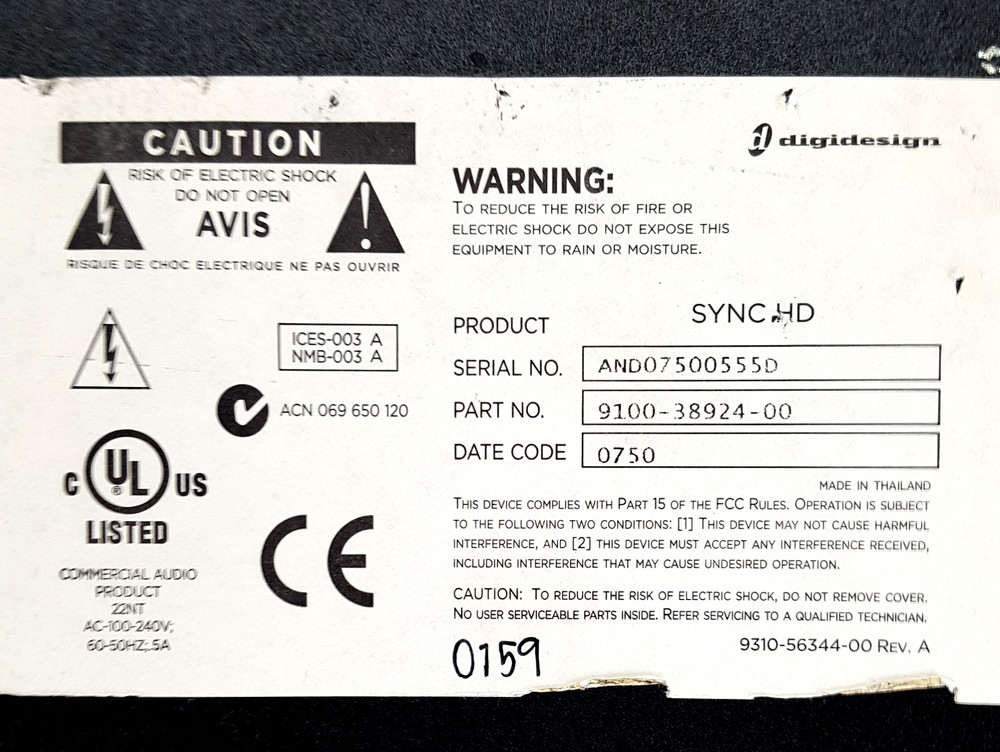 CAUTION
RISK OF ELECTRIC SHOCK
DO NOT OPEN
AVIS
RISQUE DE CHOC ELECTRIQUE NE PAS OUVRIR
ICES-003 A
NMB-003 A
ACN 069 650 120
C UL US
®
LISTED
COMMERCIAL AUDIO
PRODUCT
22NT
AC-100-240V;
60-50HZ;.5A
CE
d digidesign
WARNING:
TO REDUCE THE RISK OF FIRE OR
ELECTRIC SHOCK DO NOT EXPOSE THIS
EQUIPMENT TO RAIN OR MOISTURE.
PRODUCT SYNC HD
SERIAL NO. AND07500555D
PART NO. 9100-38924-00
DATE CODE 0750
MADE IN THAILAND
THIS DEVICE COMPLIES WITH PART 15 OF THE FCC RULES. OPERATION IS SUBJECT
TO THE FOLLOWING TWO CONDITIONS: [1] THIS DEVICE MAY NOT CAUSE HARMFUL
INTERFERENCE, AND [2] THIS DEVICE MUST ACCEPT ANY INTERFERENCE RECEIVED,
INCLUDING INTERFERENCE THAT MAY CAUSE UNDESIRED OPERATION.
CAUTION: TO REDUCE THE RISK OF ELECTRIC SHOCK, DO NOT REMOVE COVER.
NO USER SERVICEABLE PARTS INSIDE. REFER SERVICING TO A QUALIFIED TECHNICIAN.
0159
9310-56344-00 REV. A